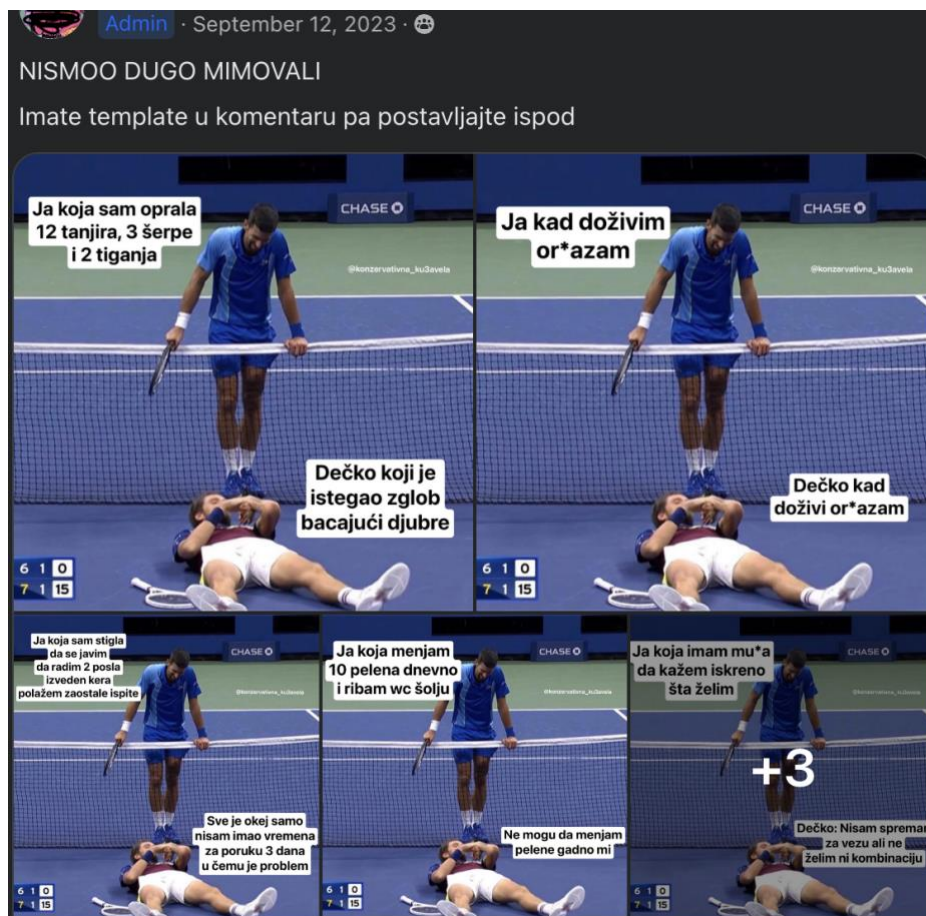 Admin · September 12, 2023 ·
NISMOO DUGO MIMOVALI
Imate template u komentaru pa postavljajte ispod
Ja koja sam oprala
12 tanjira, 3 šerpe
i 2 tiganja
CHASE
@konzervativna_ku3avela
Dečko koji je
istegao zglob
bacajući djubre
6 1 0
7 1 15
Ja kad doživim
or*azam
CHASE
@konzervativna_ku3avela
Dečko kad
doživi or*azam
6 1 0
7 1 15
Ja koja sam stigla
da se javim
da radim 2 posla
izveden kera
polažem zaostale ispite
CHASE
@konzervativna_ku3avela
Sve je okej samo
nisam imao vremena
za poruku 3 dana
u čemu je problem
6 1 0
7 1 15
Ja koja menjam
10 pelena dnevno
i ribam wc šolju
CHASE
@konzervativna_ku3avela
Ne mogu da menjam
pelene gadno mi
6 1 0
7 1 15
Ja koja imam mu*a
da kažem iskreno
šta želim
CHASE
@konzervativna_ku3avela
+3
Dečko: Nisam spreman
za vezu ali ne
želim ni kombinaciju
6 1 0
7 1 15